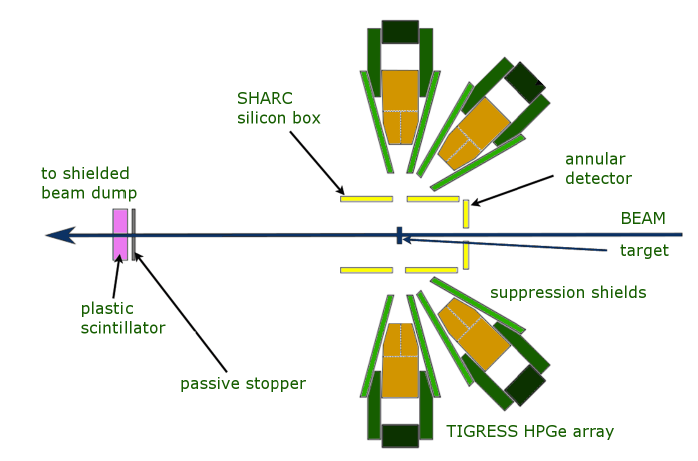 SHARC
silicon box
annular
detector
to shielded
beam dump
BEAM
target
suppression shields
plastic
scintillator
passive stopper
TIGRESS HPGe array